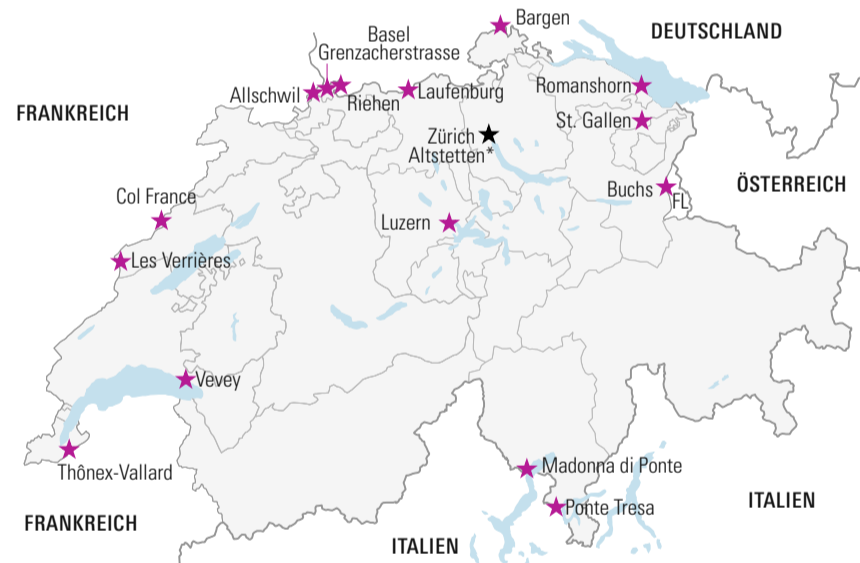 Bargen
DEUTSCHLAND
Basel
Grenzacherstrasse
Allschwil
Riehen
Laufenburg
Romanshorn
FRANKREICH
St. Gallen
Zürich
Altstetten*
ÖSTERREICH
Buchs
FL
Col France
Luzern
Les Verrières
Vevey
Thônex-Vallard
Madonna di Ponte
Ponte Tresa
ITALIEN
FRANKREICH
ITALIEN